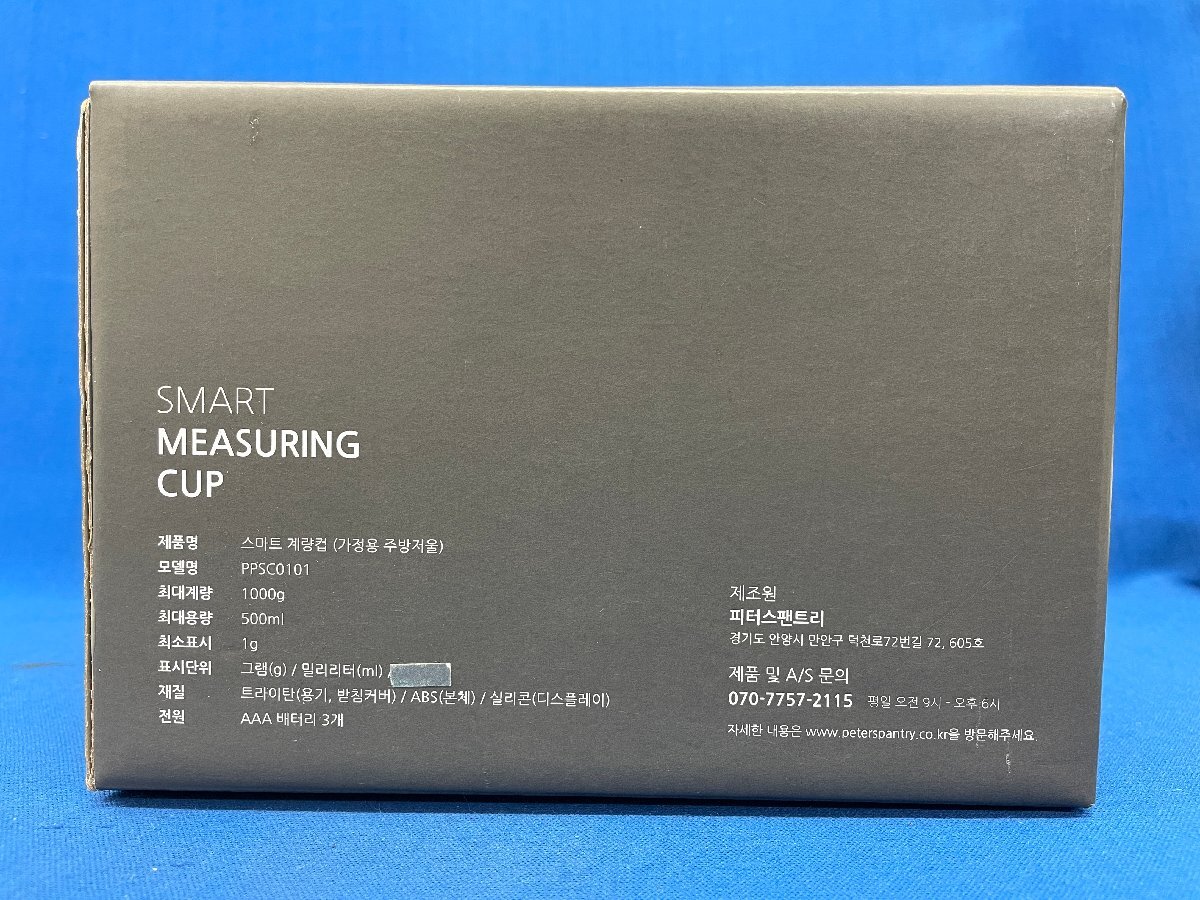 SMART
MEASURING
CUP
제품명 스마트 계량컵 (가정용 주방저울)
모델명 PPSC0101
최대계량 1000g
최대용량 500ml
최소표시 1g
표시단위 그램(g) / 밀리리터(ml) /
재질 트라이탄(용기, 받침커버) / ABS(본체) / 실리콘(디스플레이)
전원 AAA 배터리 3개
제조원
피터스팬트리
경기도 안양시 만안구 덕천로72번길 72, 605호
제품 및 A/S 문의
070-7757-2115 평일 오전 9시 - 오후 6시
자세한 내용은 www.peterspantry.co.kr을 방문해주세요.